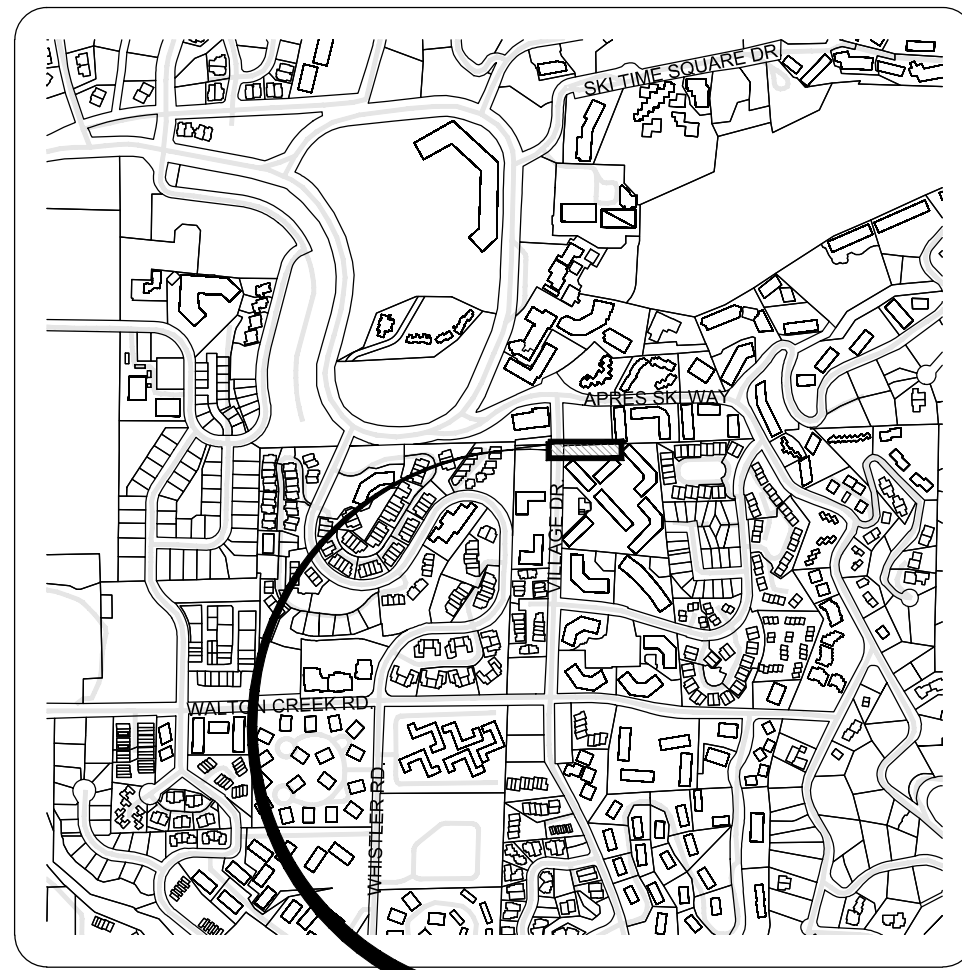 SKI TIME SQUARE DR
APRES SKI WAY
VILLAGE DR.
WALTON CREEK RD.
WHISTLER RD.